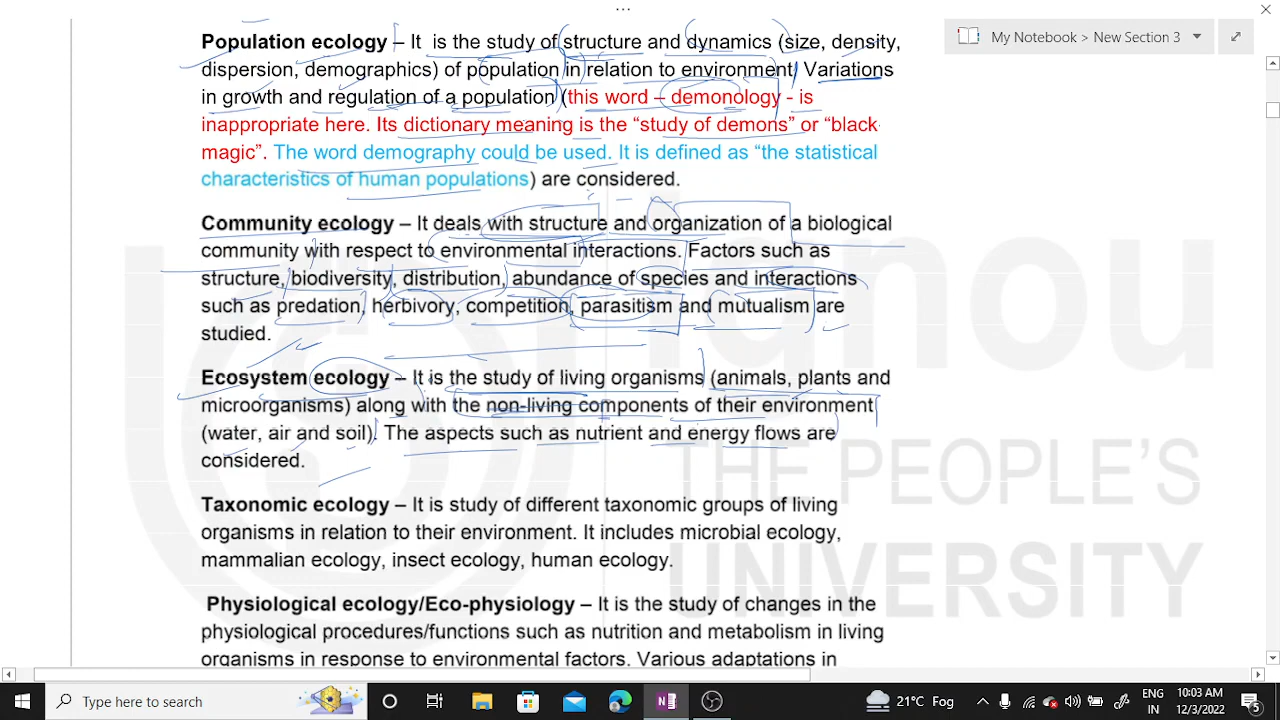 ...
My Notebook > New Section 3
Population ecology – It is the study of structure and dynamics (size, density,
dispersion, demographics) of population in relation to environment. Variations
in growth and regulation of a population (this word – demonology - is
inappropriate here. Its dictionary meaning is the “study of demons” or “black
magic”. The word demography could be used. It is defined as “the statistical
characteristics of human populations) are considered.
Community ecology – It deals with structure and organization of a biological
community with respect to environmental interactions. Factors such as
structure, biodiversity, distribution, abundance of species and interactions
such as predation, herbivory, competition, parasitism and mutualism are
studied.
Ecosystem ecology – It is the study of living organisms (animals, plants and
microorganisms) along with the non-living components of their environment
(water, air and soil). The aspects such as nutrient and energy flows are
considered.
Taxonomic ecology – It is study of different taxonomic groups of living
organisms in relation to their environment. It includes microbial ecology,
mammalian ecology, insect ecology, human ecology.
Physiological ecology/Eco-physiology – It is the study of changes in the
physiological procedures/functions such as nutrition and metabolism in living
organisms in response to environmental factors. Various adaptations in
ignou
THE PEOPLE'S
UNIVERSITY
Type here to search
21°C Fog
ENG
IN
10:03 AM
12/3/2022
5